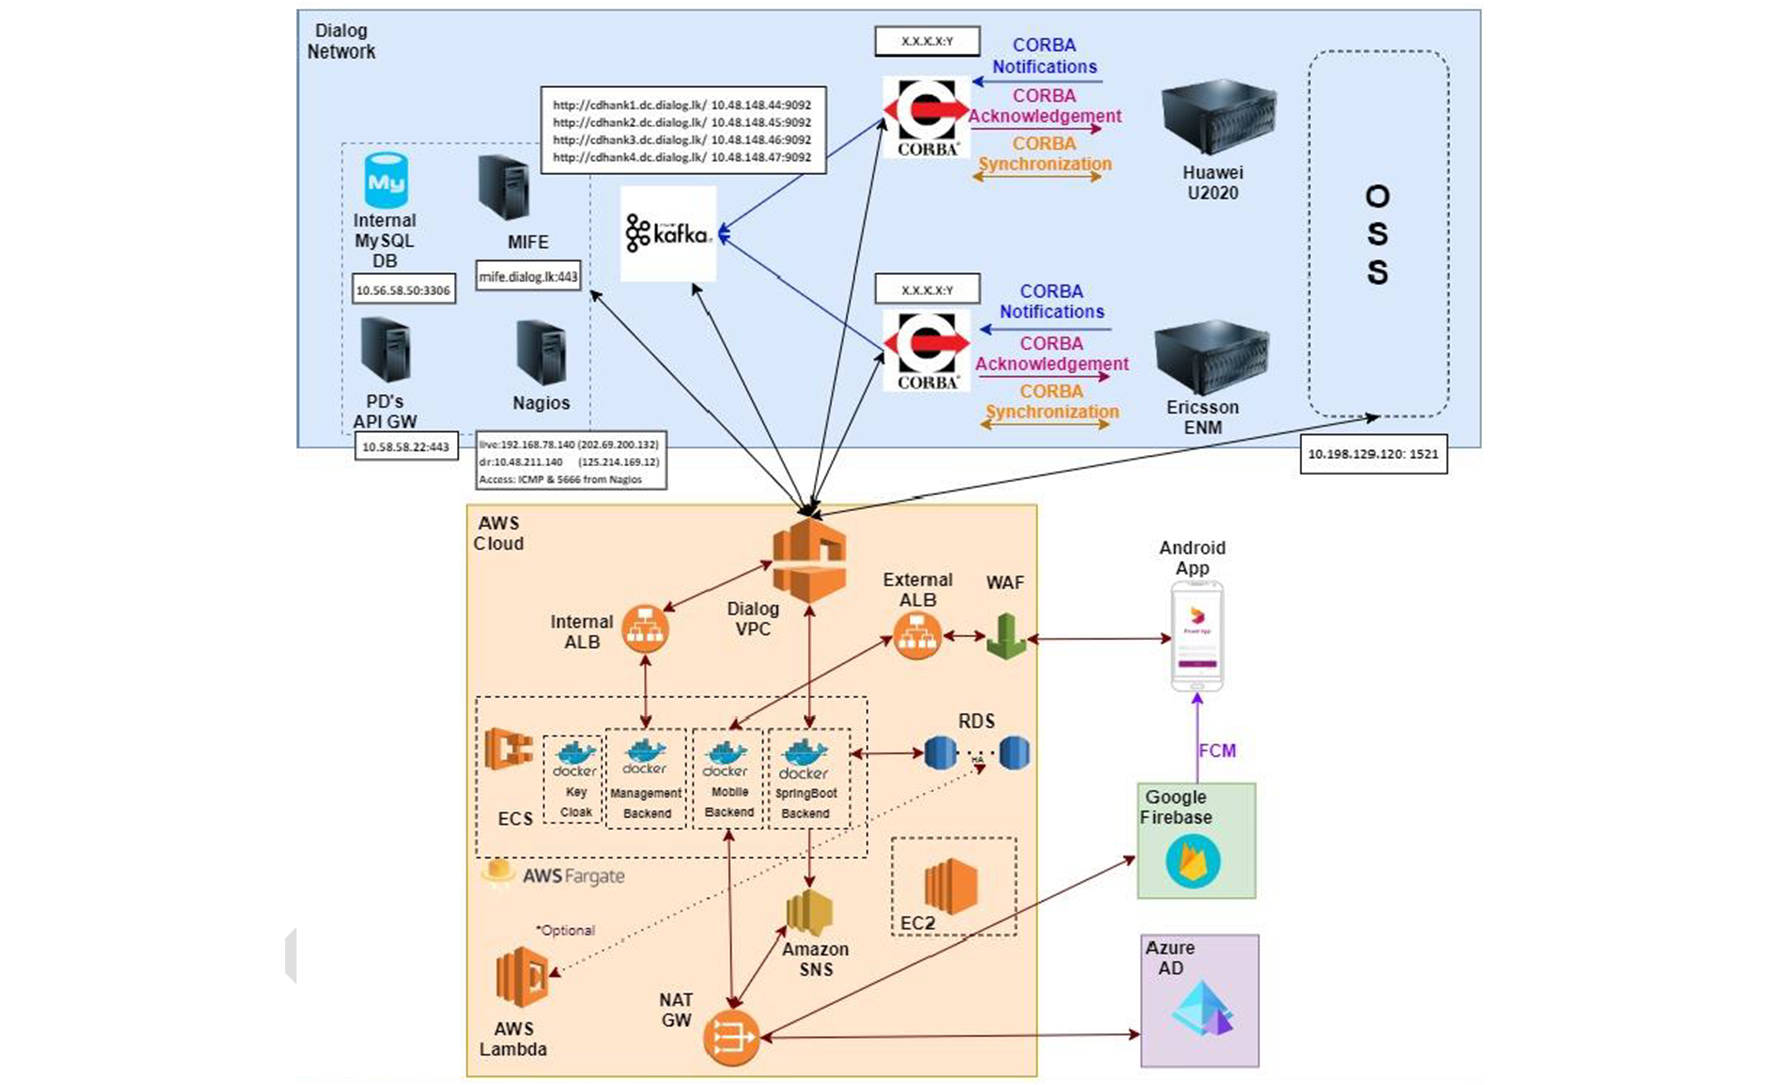 Dialog
Network
X.X.X.X:Y
CORBA
Notifications
CORBA
Acknowledgement
CORBA
Synchronization
CORBA
Huawei
U2020
O
S
S
http://cdhank1.dc.dialog.lk/ 10.48.148.44:9092
http://cdhank2.dc.dialog.lk/ 10.48.148.45:9092
http://cdhank3.dc.dialog.lk/ 10.48.148.46:9092
http://cdhank4.dc.dialog.lk/ 10.48.148.47:9092
My
Internal
MySQL
DB
10.56.58.50:3306
MIFE
mife.dialog.lk:443
kafka
X.X.X.X:Y
CORBA
Notifications
CORBA
Acknowledgement
CORBA
Synchronization
CORBA
Ericsson
ENM
PD's
API GW
10.58.58.22:443
Nagios
live:192.168.78.140 (202.69.200.132)
dr:10.48.211.140 (125.214.169.12)
Access: ICMP & 5666 from Nagios
10.198.129.120: 1521
AWS
Cloud
Dialog
VPC
Internal
ALB
External
ALB
WAF
Android
App
RDS
HA
ECS
docker
Key
Cloak
docker
Management
Backend
docker
Mobile
Backend
docker
SpringBoot
Backend
FCM
Google
Firebase
AWS Fargate
EC2
*Optional
Amazon
SNS
AWS
Lambda
NAT
GW
Azure
AD